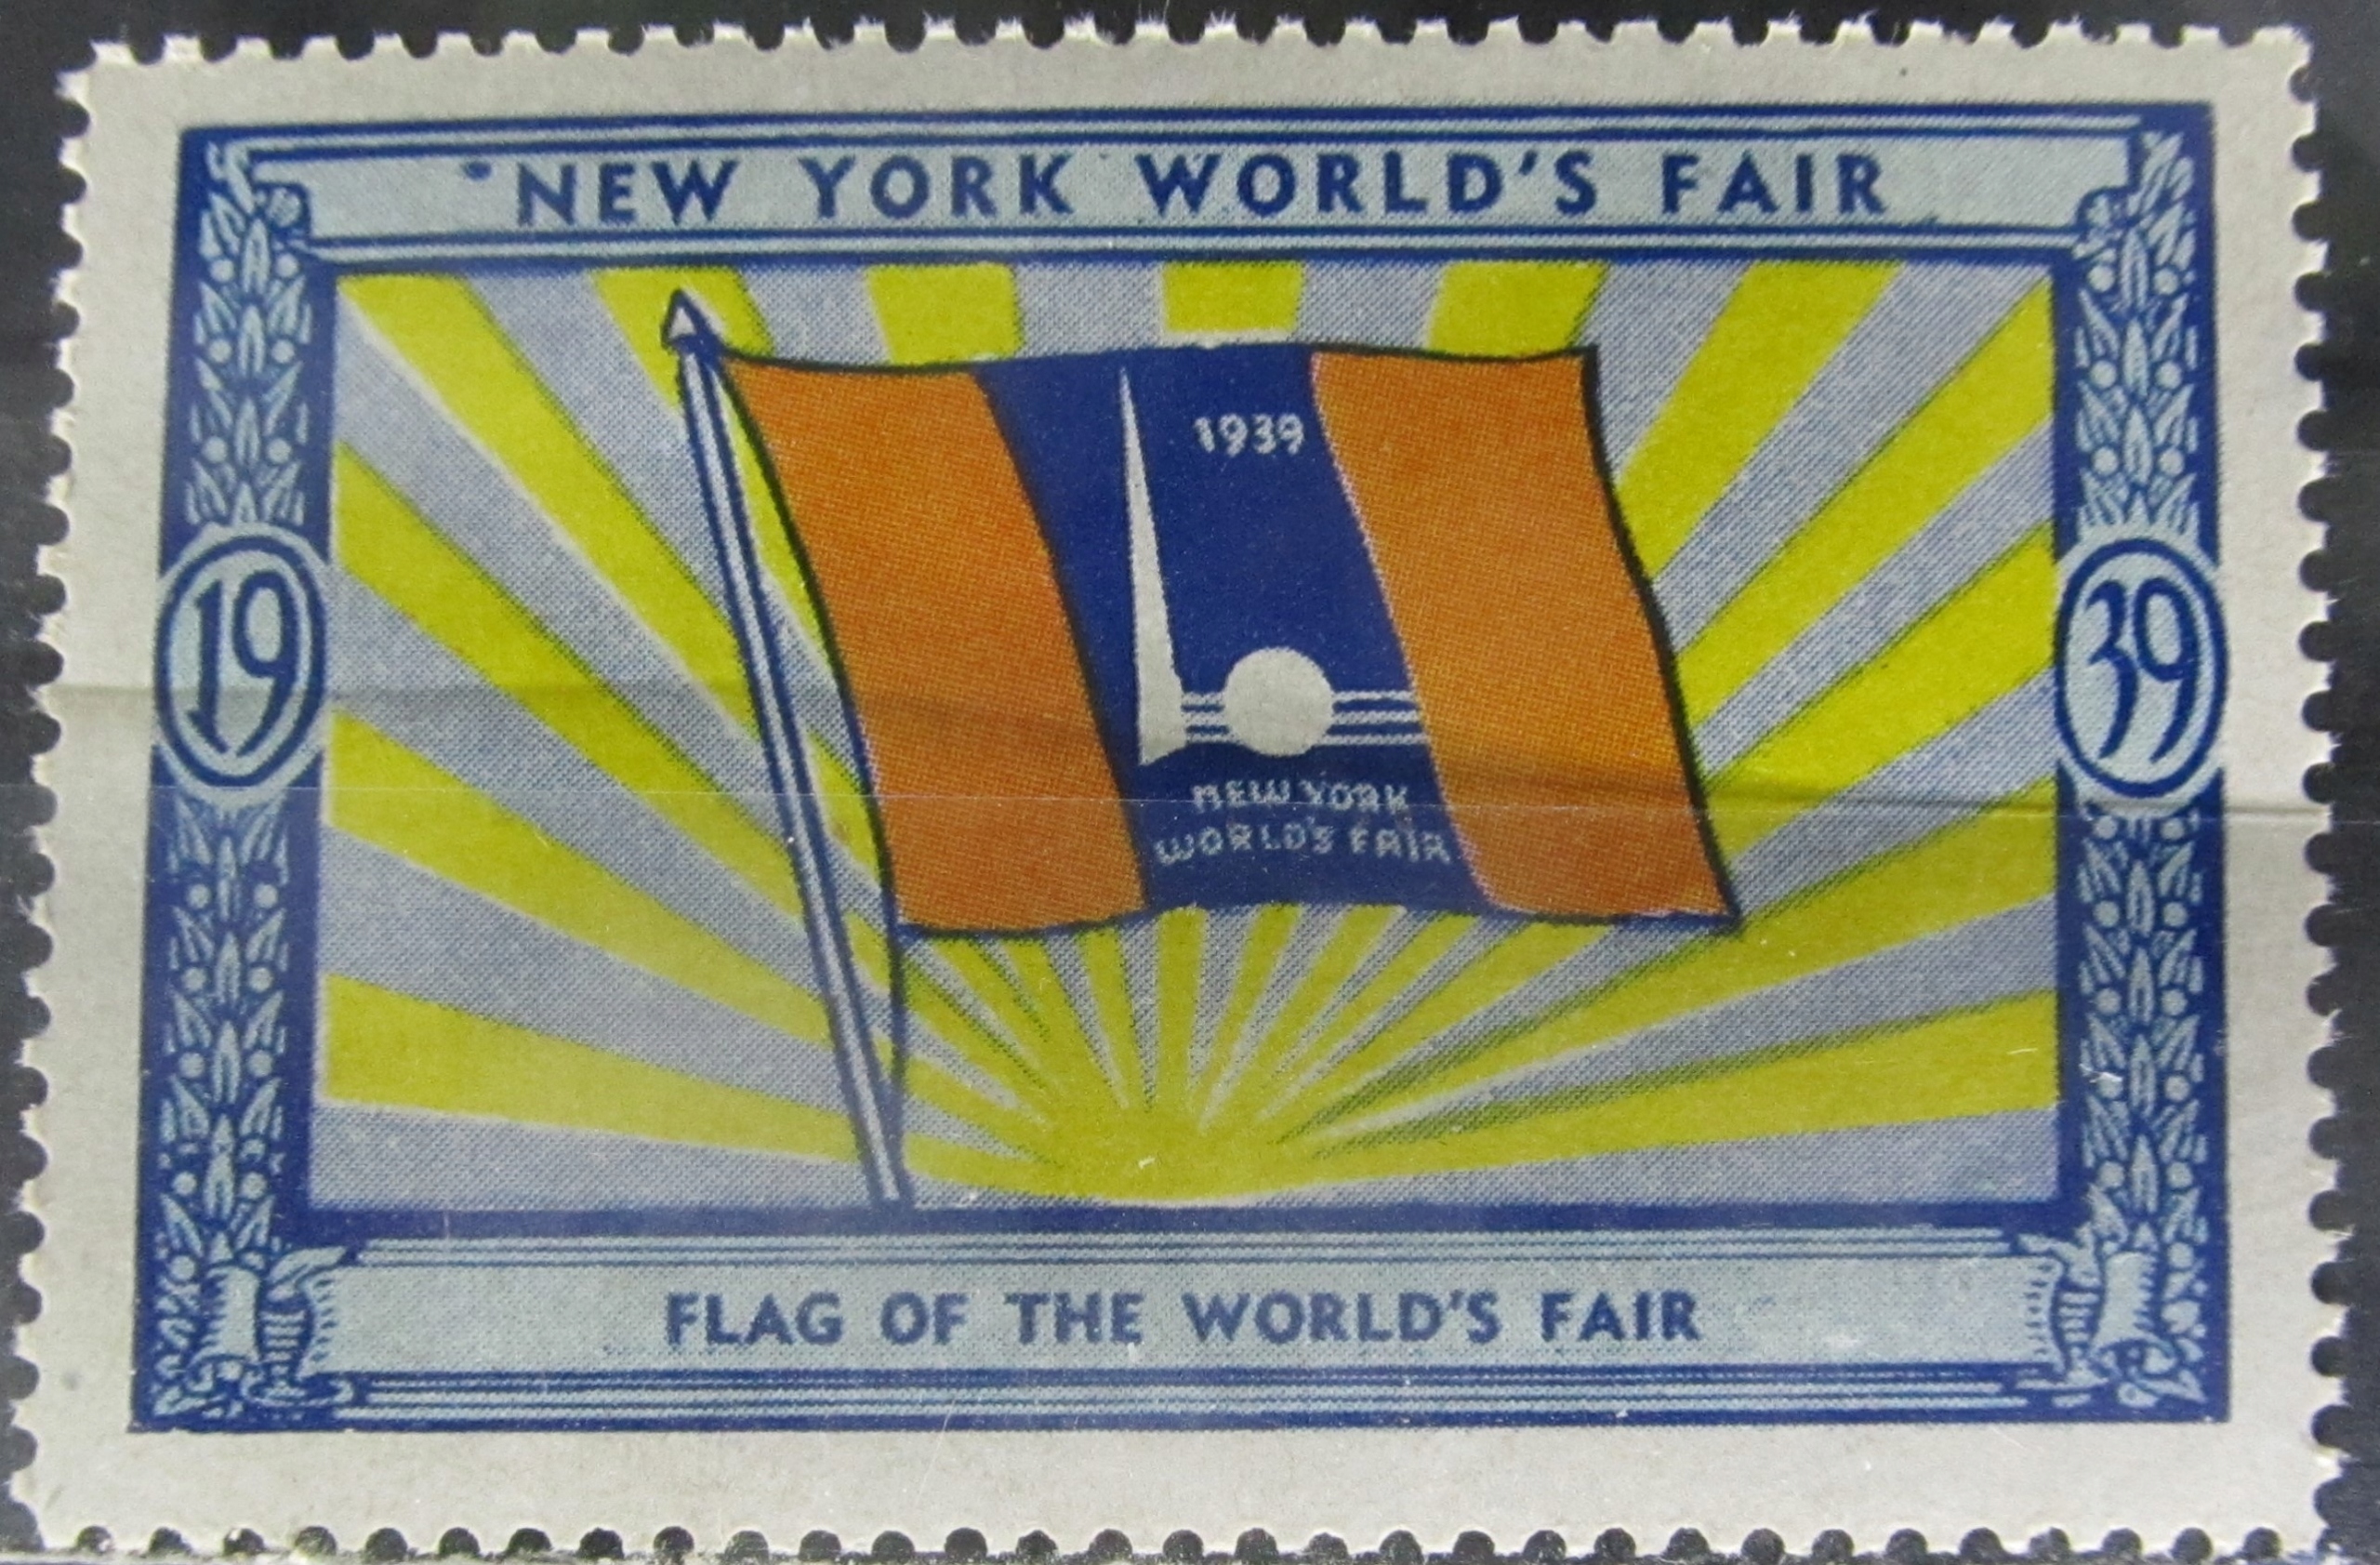 NEW YORK WORLD'S FAIR
1939
19
39
NEW YORK
WORLD'S FAIR
FLAG OF THE WORLD'S FAIR